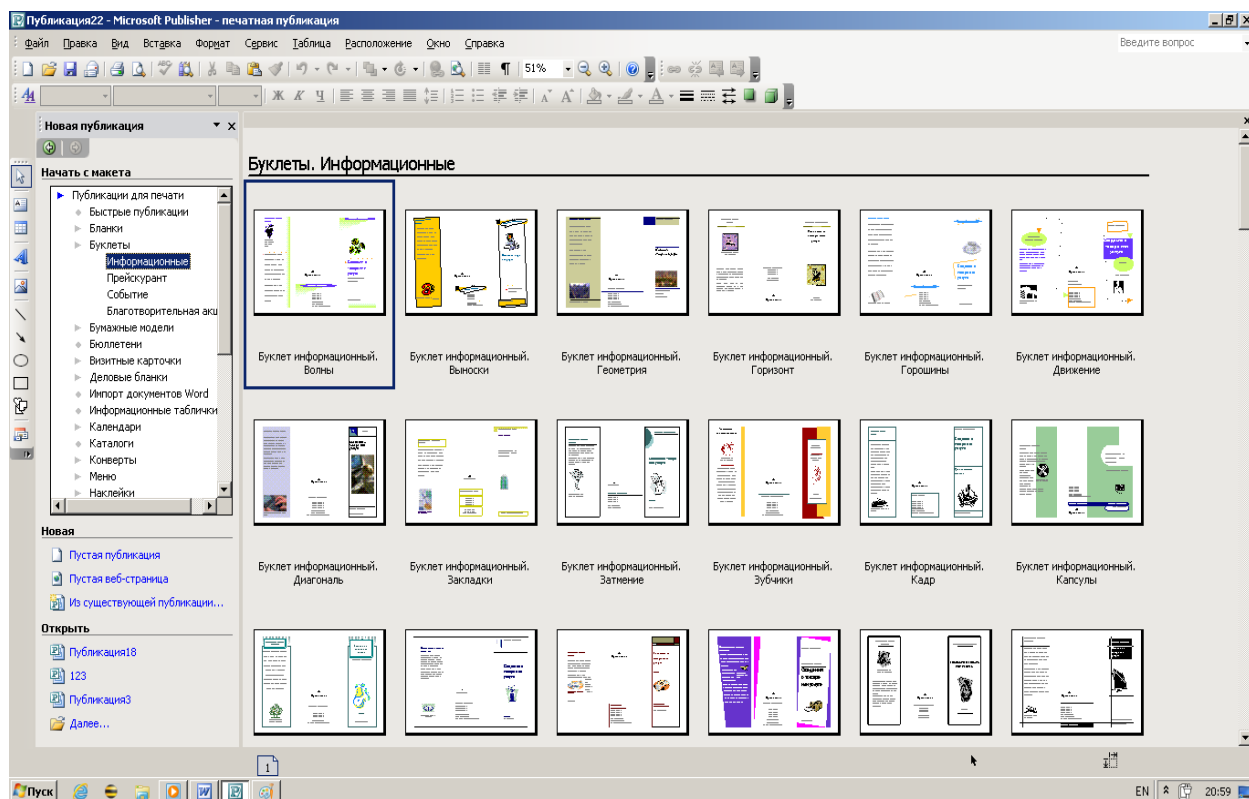 Публикация22 - Microsoft Publisher - печатная публикация
Файл Правка Вид Вставка Формат Сервис Таблица Расположение Окно Справка
Введите вопрос
51%
Ж К Ч
Новая публикация
Начать с макета
Публикации для печати
Быстрые публикации
Бланки
Буклеты
Информационные
Прейскурант
Событие
Благотворительная акц
Бумажные модели
Бюллетени
Визитные карточки
Деловые бланки
Импорт документов Word
Информационные таблички
Календари
Каталоги
Конверты
Меню
Наклейки
Новая
Пустая публикация
Пустая веб-страница
Из существующей публикации...
Открыть
Публикация18
123
Публикация3
Далее...
Буклеты. Информационные
Буклет информационный. Волны
Буклет информационный. Выноски
Буклет информационный. Геометрия
Буклет информационный. Горизонт
Буклет информационный. Горошины
Буклет информационный. Движение
Буклет информационный. Диагональ
Буклет информационный. Закладки
Буклет информационный. Затмение
Буклет информационный. Зубчики
Буклет информационный. Кадр
Буклет информационный. Капсулы
1
Пуск
EN
20:59